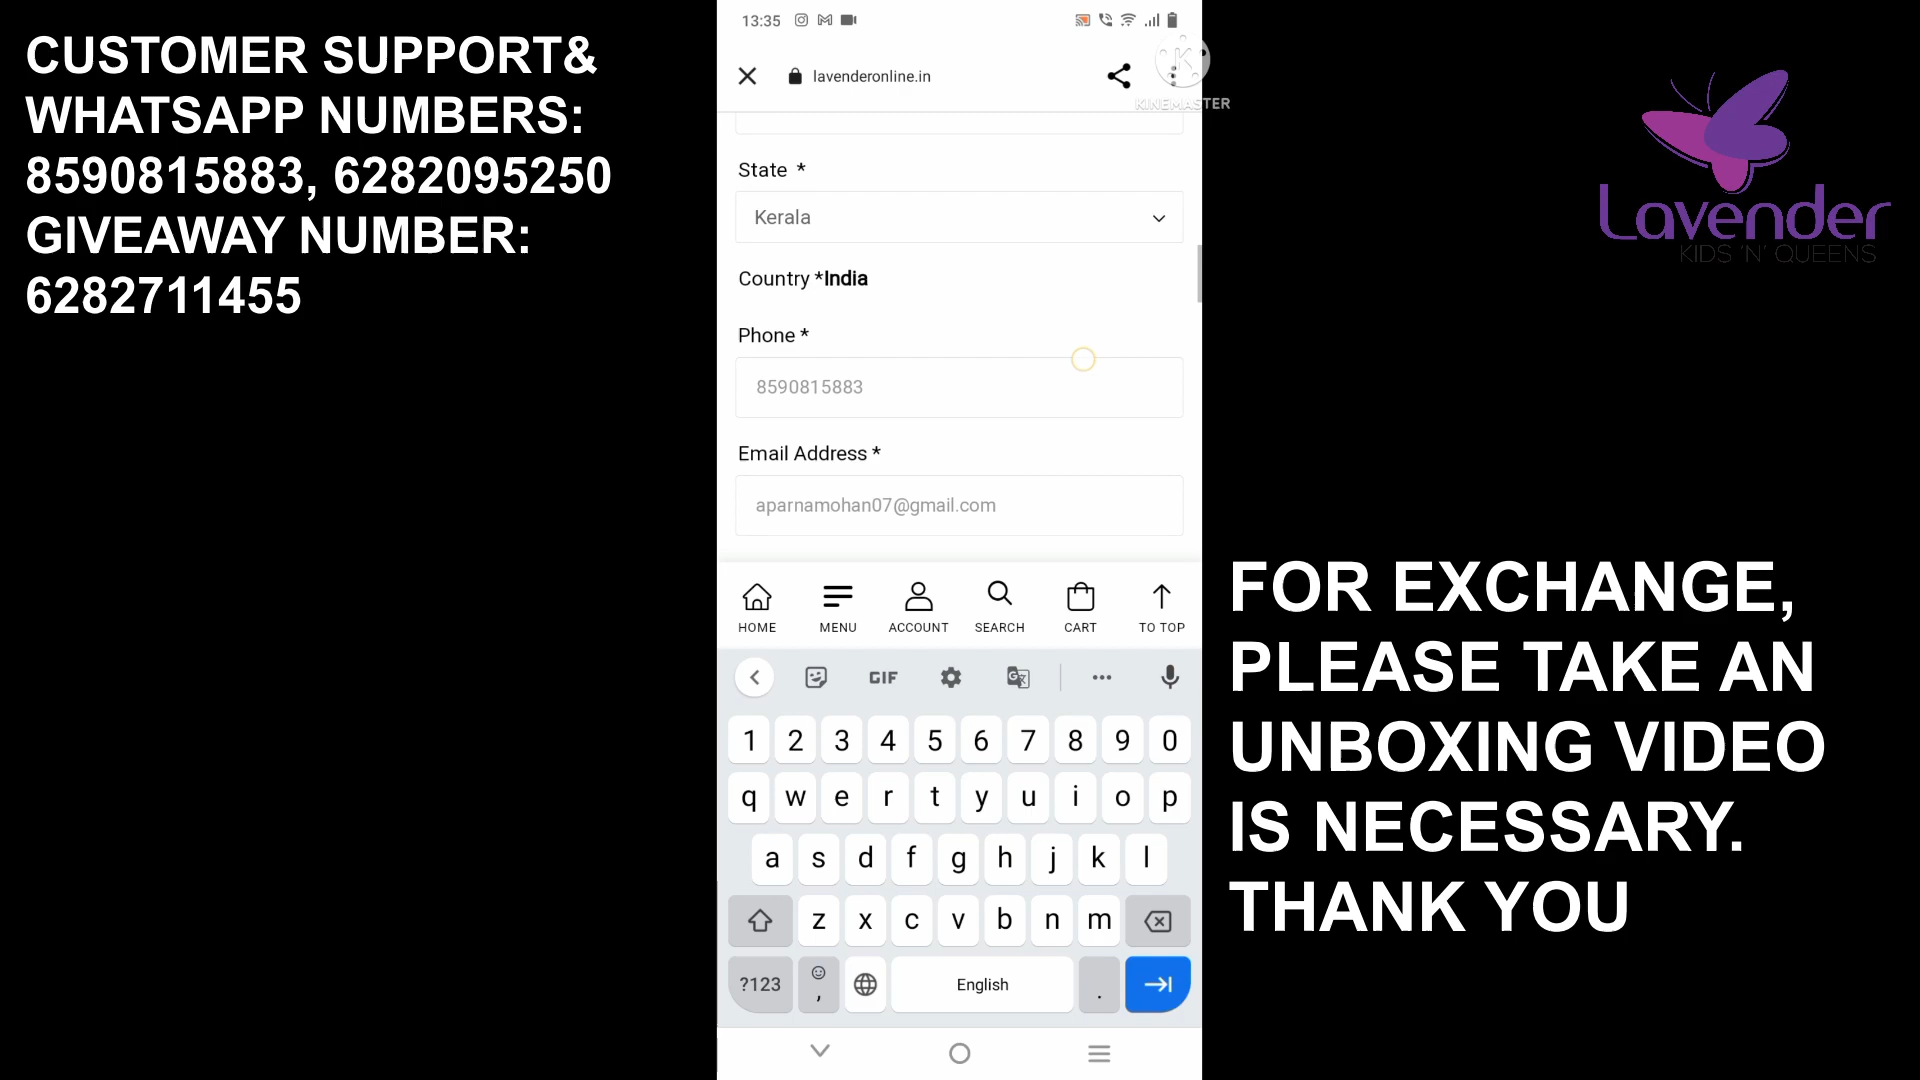 CUSTOMER SUPPORT&
WHATSAPP NUMBERS:
8590815883, 6282095250
GIVEAWAY NUMBER:
6282711455
13:35
lavenderonline.in
K
KINEMASTER
State *
Kerala
Country *India
Phone *
8590815883
Email Address *
aparnamohan07@gmail.com
HOME MENU ACCOUNT SEARCH CART TO TOP
GIF
1 2 3 4 5 6 7 8 9 0
q w e r t y u i o p
a s d f g h j k l
z x c v b n m
?123 , English .
Lavender
KIDS 'N' QUEENS
FOR EXCHANGE,
PLEASE TAKE AN
UNBOXING VIDEO
IS NECESSARY.
THANK YOU